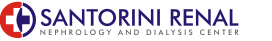 SANTORINI RENAL
NEPHROLOGY AND DIALYSIS CENTER